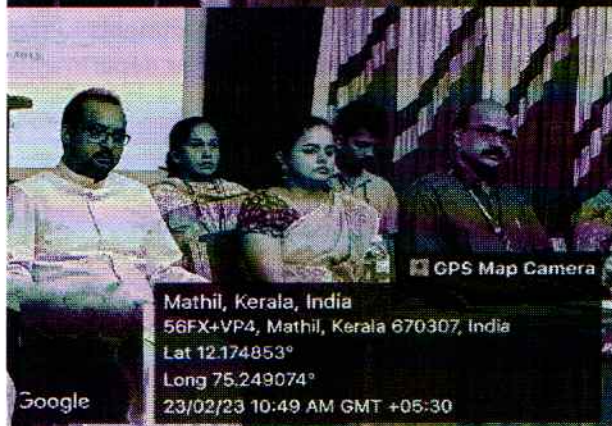 GPS Map Camera
Mathil, Kerala, India
56FX+VP4, Mathil, Kerala 670307, India
Lat 12.174853°
Long 75.249074°
23/02/23 10:49 AM GMT +05:30
Google